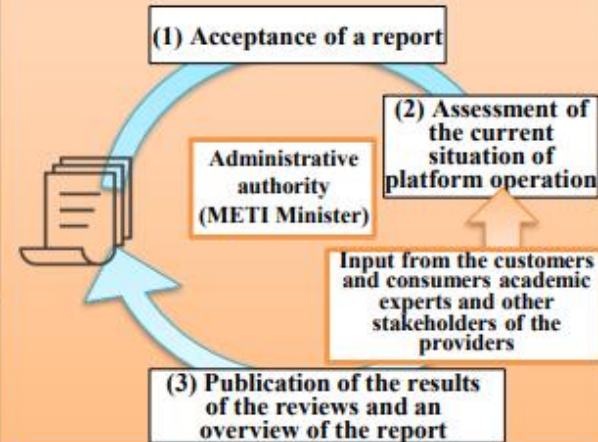 (1) Acceptance of a report
(2) Assessment of
the current
situation of
platform operation
Administrative
authority
(METI Minister)
Input from the customers
and consumers academic
experts and other
stakeholders of the
providers
(3) Publication of the results
of the reviews and an
overview of the report